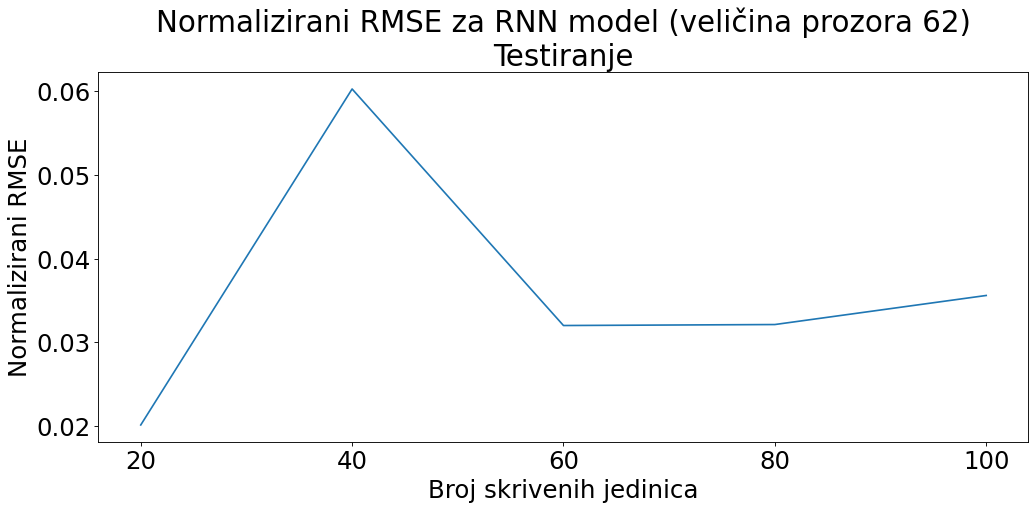 Normalizirani RMSE za RNN model (veličina prozora 62)
Testiranje
Normalizirani RMSE
0.06
0.05
0.04
0.03
0.02
20 40 60 80 100
Broj skrivenih jedinica